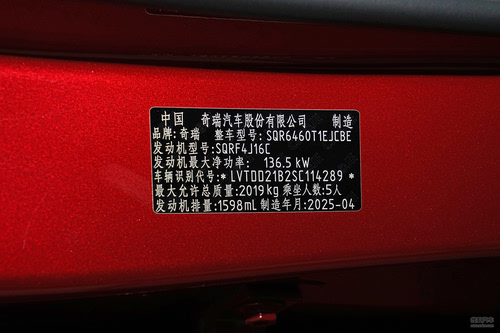 中国 奇瑞汽车股份有限公司 制造
品牌:奇瑞 整车型号:SQR6460T1EJCBE
发动机型号:SQRF4J16C
发动机最大净功率: 136.5 kW
车辆识别代号:*LVTDD21B2SC114289*
最大允许总质量:2019kg 乘坐人数:5人
发动机排量:1598mL 制造年月:2025-04